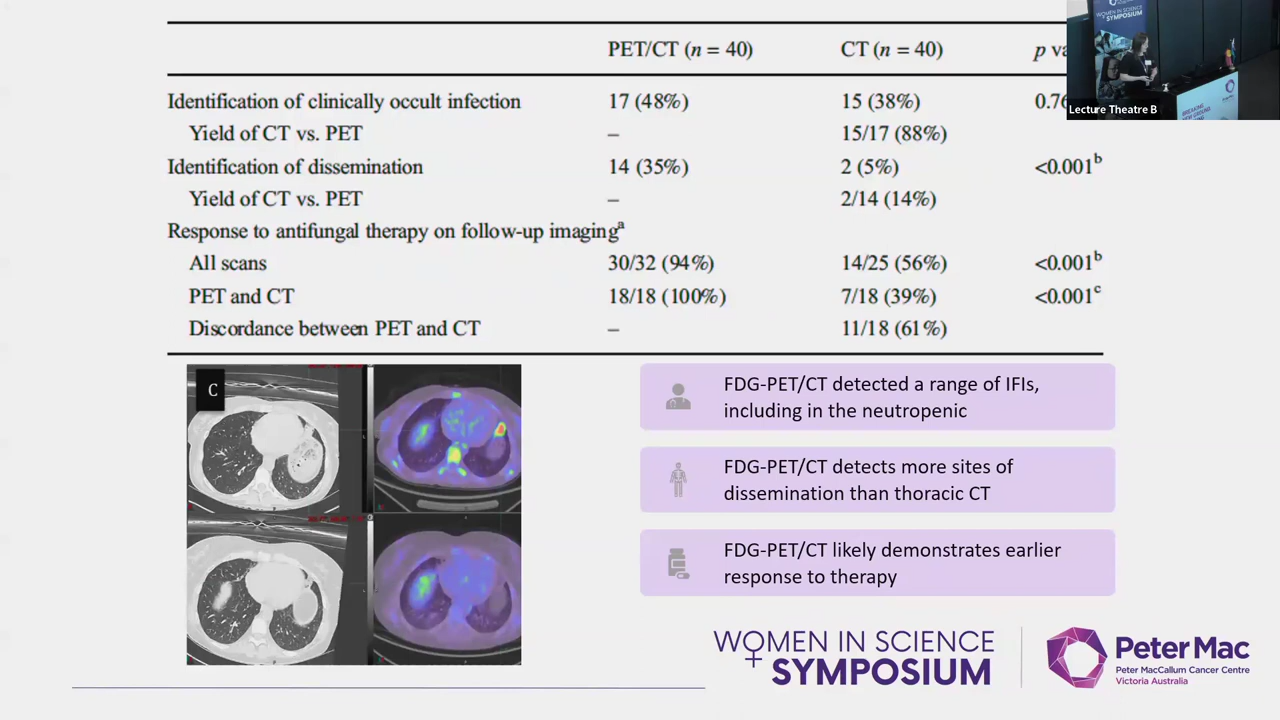 WOMEN IN SCIENCE
SYMPOSIUM
PET/CT (n = 40) CT (n = 40) p
Identification of clinically occult infection 17 (48%) 15 (38%)
Yield of CT vs. PET – 15/17 (88%)
Identification of dissemination 14 (35%) 2 (5%) <0.001b
Yield of CT vs. PET – 2/14 (14%)
Response to antifungal therapy on follow-up imaginga
All scans 30/32 (94%) 14/25 (56%) <0.001b
PET and CT 18/18 (100%) 7/18 (39%) <0.001c
Discordance between PET and CT – 11/18 (61%)
Lecture Theatre B
C
FDG-PET/CT detected a range of IFIs,
including in the neutropenic
FDG-PET/CT detects more sites of
dissemination than thoracic CT
FDG-PET/CT likely demonstrates earlier
response to therapy
WOMEN IN SCIENCE
SYMPOSIUM
Peter Mac
Peter MacCallum Cancer Centre
Victoria Australia